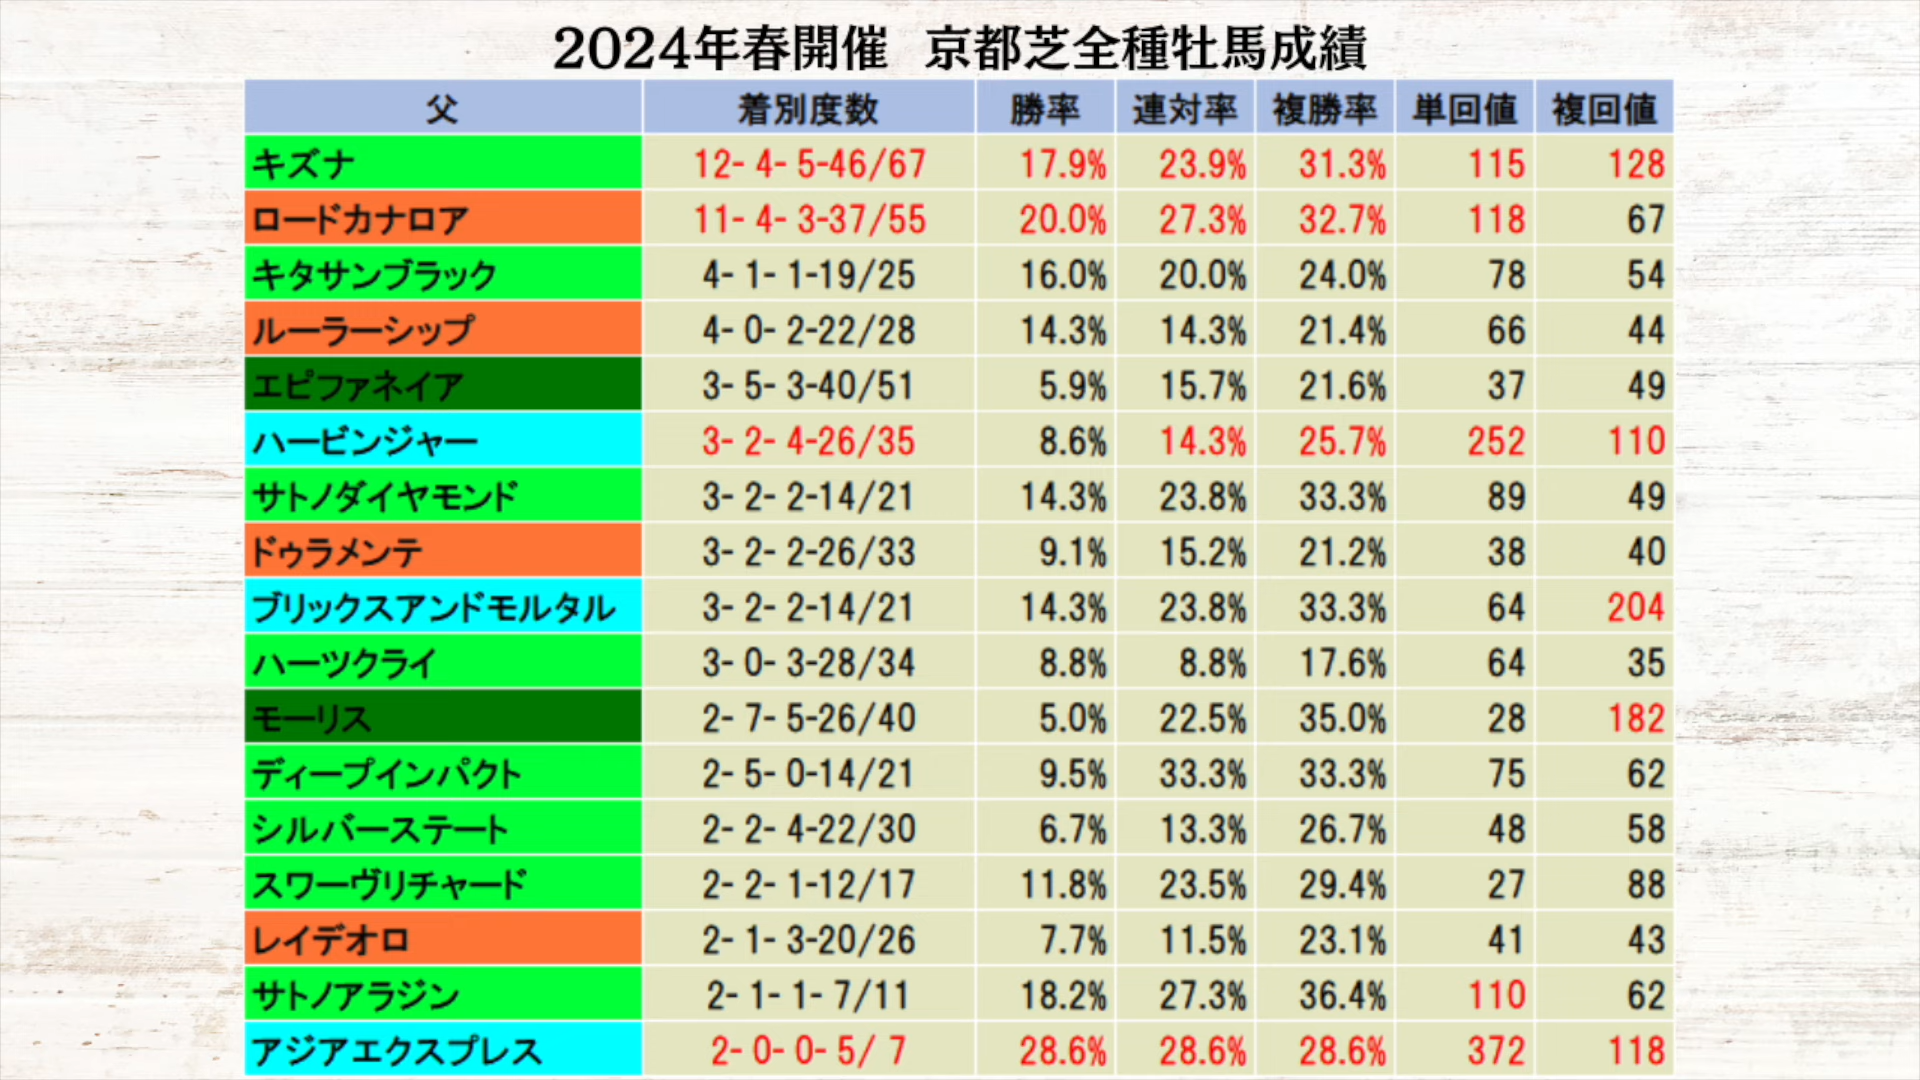 2024年春開催　京都芝全種牡馬成績
父 着別度数 勝率 連対率 複勝率 単回値 複回値
キズナ 12- 4- 5-46/67 17.9% 23.9% 31.3% 115 128
ロードカナロア 11- 4- 3-37/55 20.0% 27.3% 32.7% 118 67
キタサンブラック 4- 1- 1-19/25 16.0% 20.0% 24.0% 78 54
ルーラーシップ 4- 0- 2-22/28 14.3% 14.3% 21.4% 66 44
エピファネイア 3- 5- 3-40/51 5.9% 15.7% 21.6% 37 49
ハービンジャー 3- 2- 4-26/35 8.6% 14.3% 25.7% 252 110
サトノダイヤモンド 3- 2- 2-14/21 14.3% 23.8% 33.3% 89 49
ドゥラメンテ 3- 2- 2-26/33 9.1% 15.2% 21.2% 38 40
ブリックスアンドモルタル 3- 2- 2-14/21 14.3% 23.8% 33.3% 64 204
ハーツクライ 3- 0- 3-28/34 8.8% 8.8% 17.6% 64 35
モーリス 2- 7- 5-26/40 5.0% 22.5% 35.0% 28 182
ディープインパクト 2- 5- 0-14/21 9.5% 33.3% 33.3% 75 62
シルバーステート 2- 2- 4-22/30 6.7% 13.3% 26.7% 48 58
スワーヴリチャード 2- 2- 1-12/17 11.8% 23.5% 29.4% 27 88
レイデオロ 2- 1- 3-20/26 7.7% 11.5% 23.1% 41 43
サトノアラジン 2- 1- 1- 7/11 18.2% 27.3% 36.4% 110 62
アジアエクスプレス 2- 0- 0- 5/ 7 28.6% 28.6% 28.6% 372 118